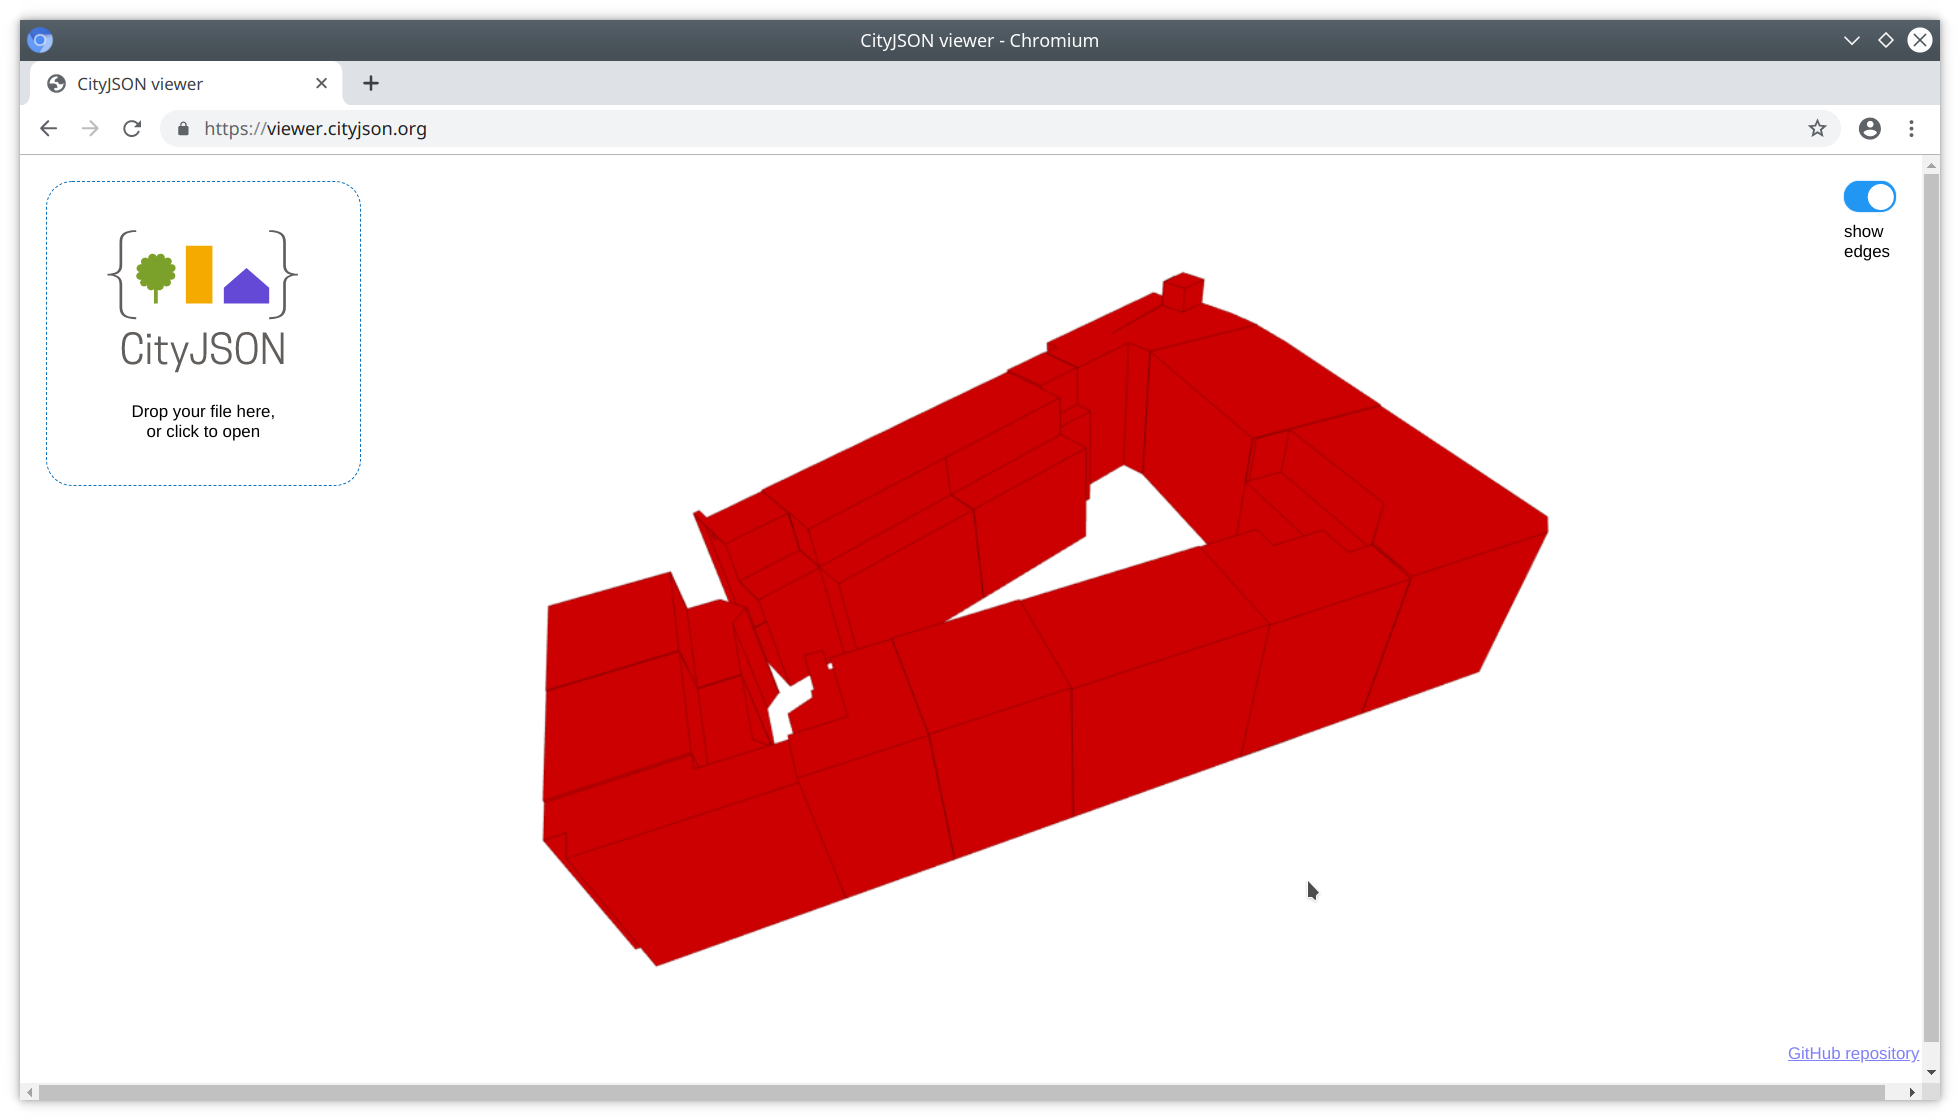 CityJSON viewer - Chromium
CityJSON viewer
https://viewer.cityjson.org
CityJSON
Drop your file here,
or click to open
show
edges
GitHub repository